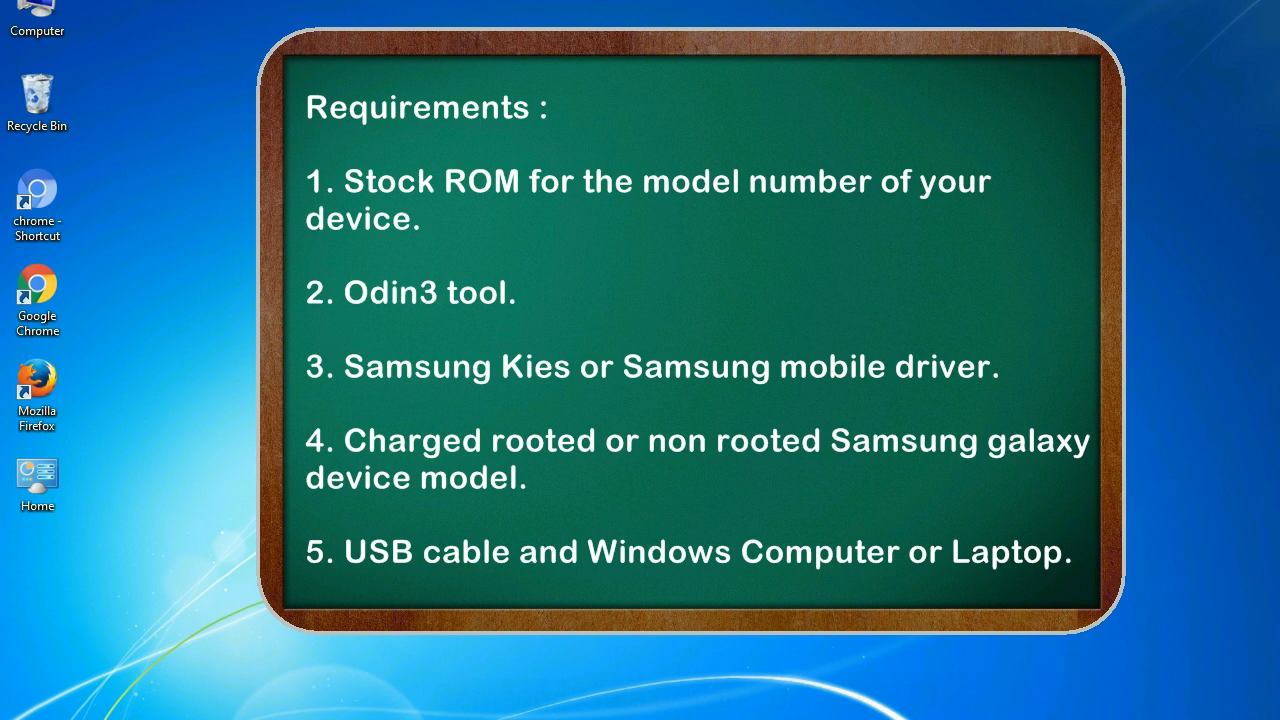 Computer
Recycle Bin
chrome -
Shortcut
Google
Chrome
Mozilla
Firefox
Home
Requirements :
1. Stock ROM for the model number of your
device.
2. Odin3 tool.
3. Samsung Kies or Samsung mobile driver.
4. Charged rooted or non rooted Samsung galaxy
device model.
5. USB cable and Windows Computer or Laptop.